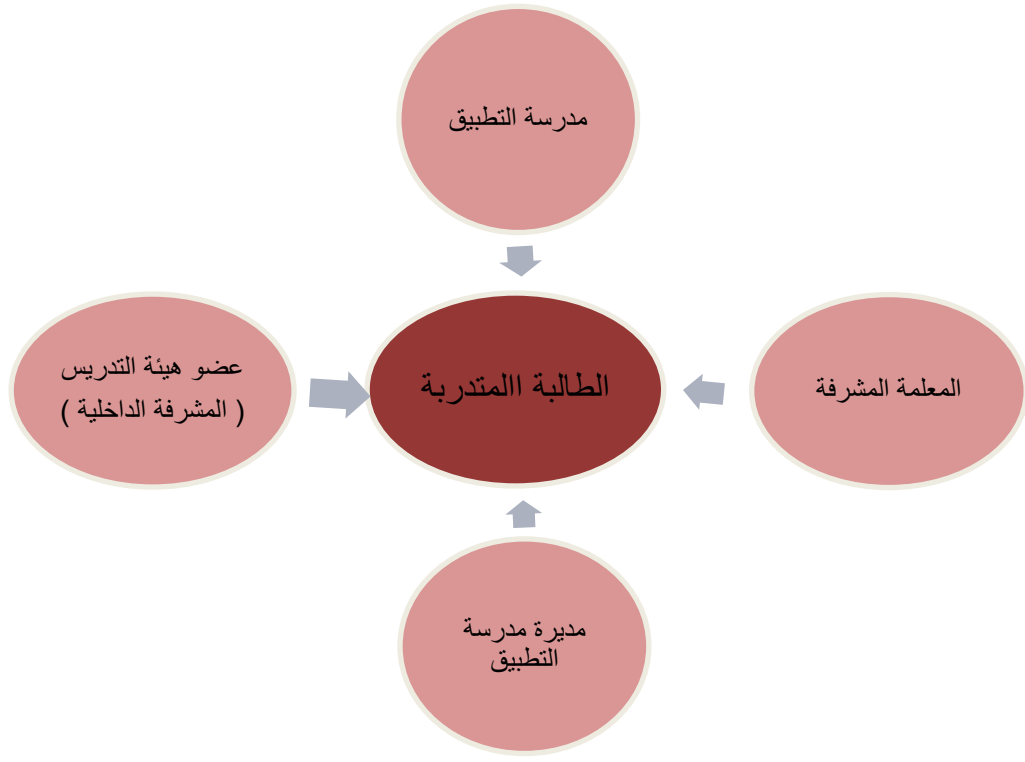 مدرسة التطبيق
المعلمة المشرفة
الطالبة االمتدربة
عضو هيئة التدريس
( المشرفة الداخلية )
مديرة مدرسة
التطبيق